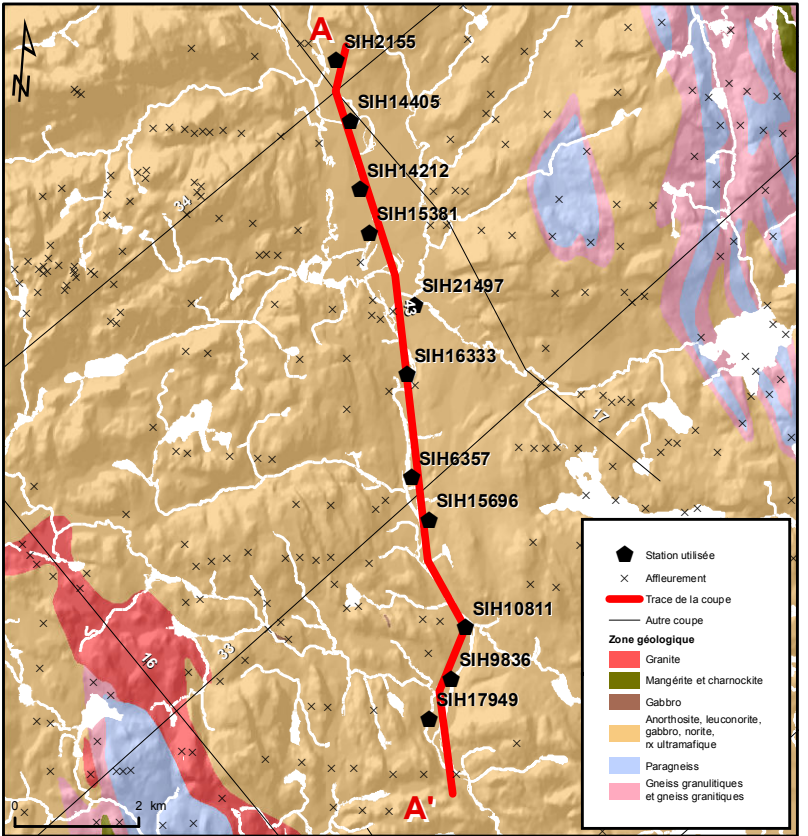 A
SIH2155
N
SIH14405
SIH14212
34
SIH15381
SIH21497
43
SIH16333
17
SIH6357
SIH15696
Station utilisée
Affleurement
Trace de la coupe
Autre coupe
Zone géologique
Granite
Mangérite et charnockite
Gabbro
Anorthosite, leuconorite,
gabbro, norite,
rx ultramafique
Paragneiss
Gneiss granulitiques
et gneiss granitiques
SIH10811
33
16
SIH9836
SIH17949
A'
0 2 km